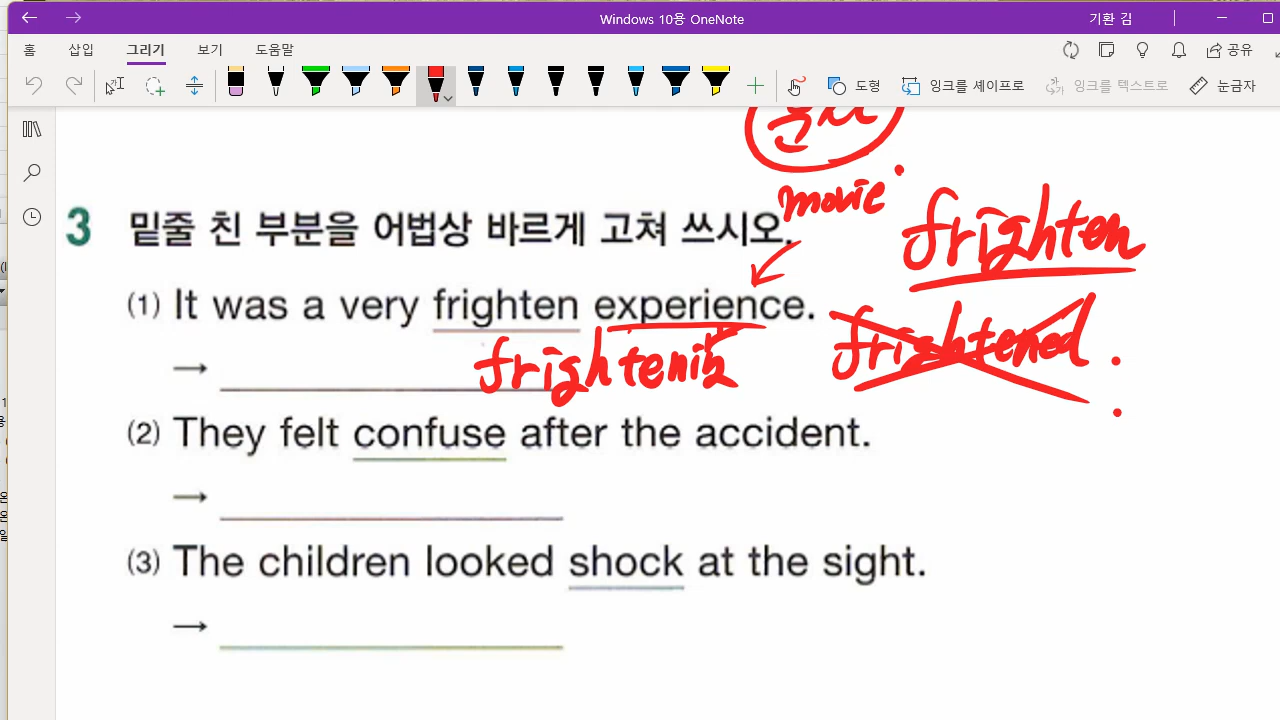 Windows 10용 OneNote
기환 김
홈 삽입 그리기 보기 도움말
공유
도형
잉크를 셰이프로
잉크를 텍스트로
눈금자
movie
frighten
3 밑줄 친 부분을 어법상 바르게 고쳐 쓰시오.
(1) It was a very frighten experience.
frightened.
→ frightenin
(2) They felt confuse after the accident.
→
(3) The children looked shock at the sight.
→